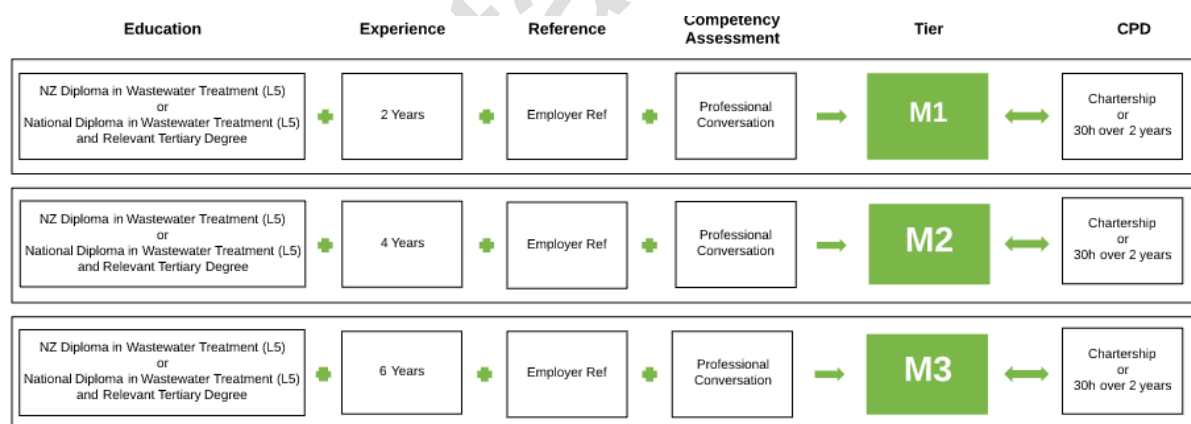 Education Experience Reference Competency Assessment Tier CPD
NZ Diploma in Wastewater Treatment (L5)
or
National Diploma in Wastewater Treatment (L5)
and Relevant Tertiary Degree
2 Years
Employer Ref
Professional
Conversation
M1
Chartership
or
30h over 2 years
NZ Diploma in Wastewater Treatment (L5)
or
National Diploma in Wastewater Treatment (L5)
and Relevant Tertiary Degree
4 Years
Employer Ref
Professional
Conversation
M2
Chartership
or
30h over 2 years
NZ Diploma in Wastewater Treatment (L5)
or
National Diploma in Wastewater Treatment (L5)
and Relevant Tertiary Degree
6 Years
Employer Ref
Professional
Conversation
M3
Chartership
or
30h over 2 years